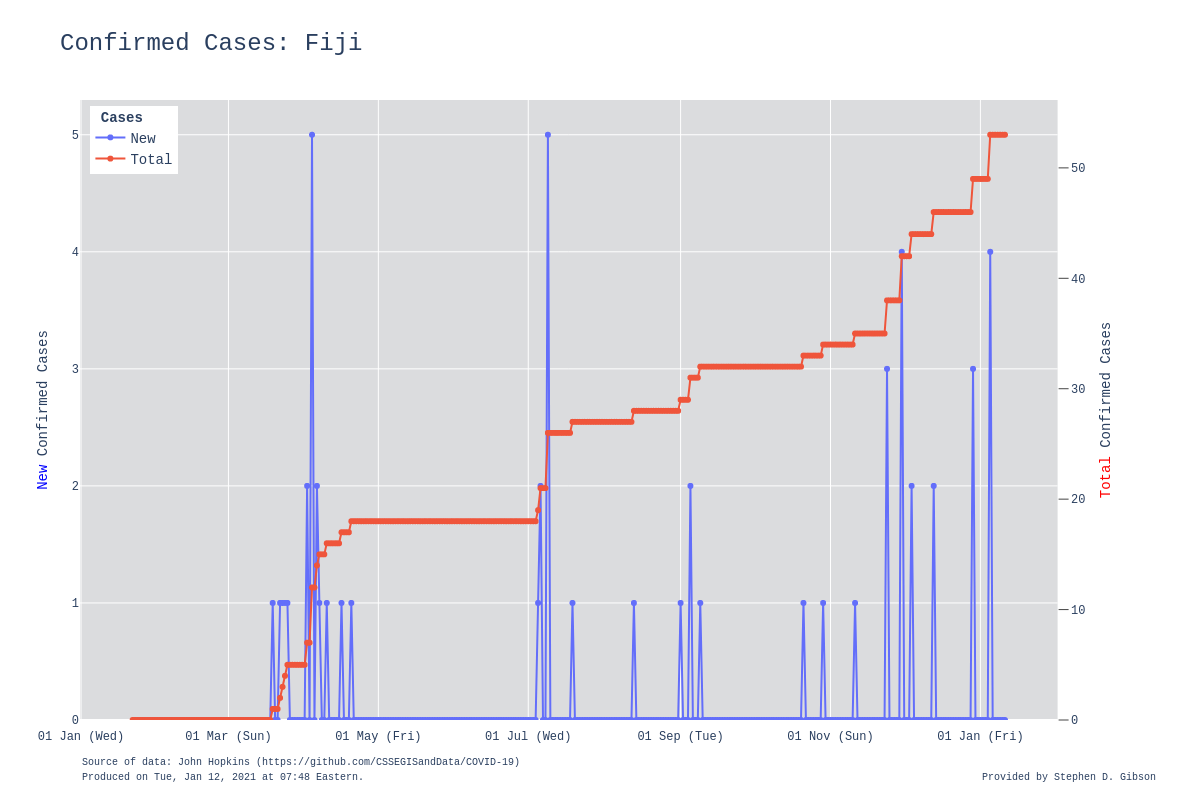 Confirmed Cases: Fiji
Cases
New
Total
5
4
3
2
1
0
50
40
30
20
10
0
New Confirmed Cases
Total Confirmed Cases
01 Jan (Wed)
01 Mar (Sun)
01 May (Fri)
01 Jul (Wed)
01 Sep (Tue)
01 Nov (Sun)
01 Jan (Fri)
Source of data: John Hopkins (https://github.com/CSSEGISandData/COVID-19)
Produced on Tue, Jan 12, 2021 at 07:48 Eastern.
Provided by Stephen D. Gibson